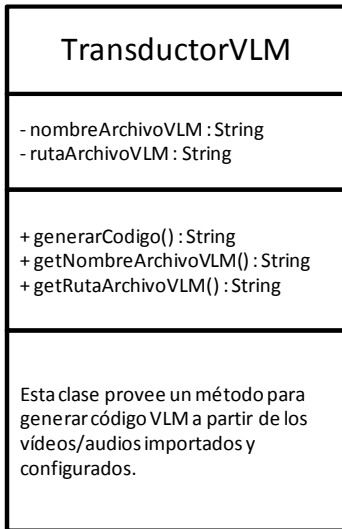 TransductorVLM
- nombreArchivoVLM : String
- rutaArchivoVLM : String
+ generarCodigo() : String
+ getNombreArchivoVLM() : String
+ getRutaArchivoVLM() : String
Esta clase provee un método para
generar código VLM a partir de los
vídeos/audios importados y
configurados.